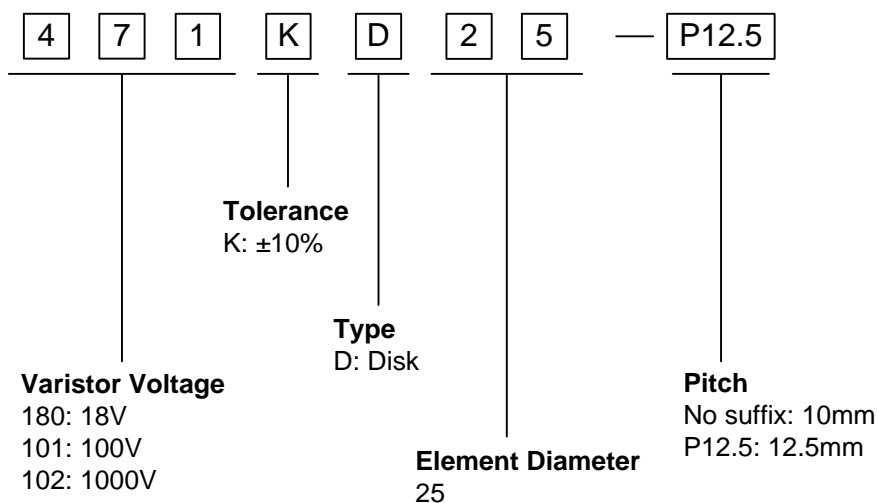 4 7 1 K D 2 5 — P12.5
Tolerance
K: ±10%
Type
D: Disk
Varistor Voltage
180: 18V
101: 100V
102: 1000V
Pitch
No suffix: 10mm
P12.5: 12.5mm
Element Diameter
25